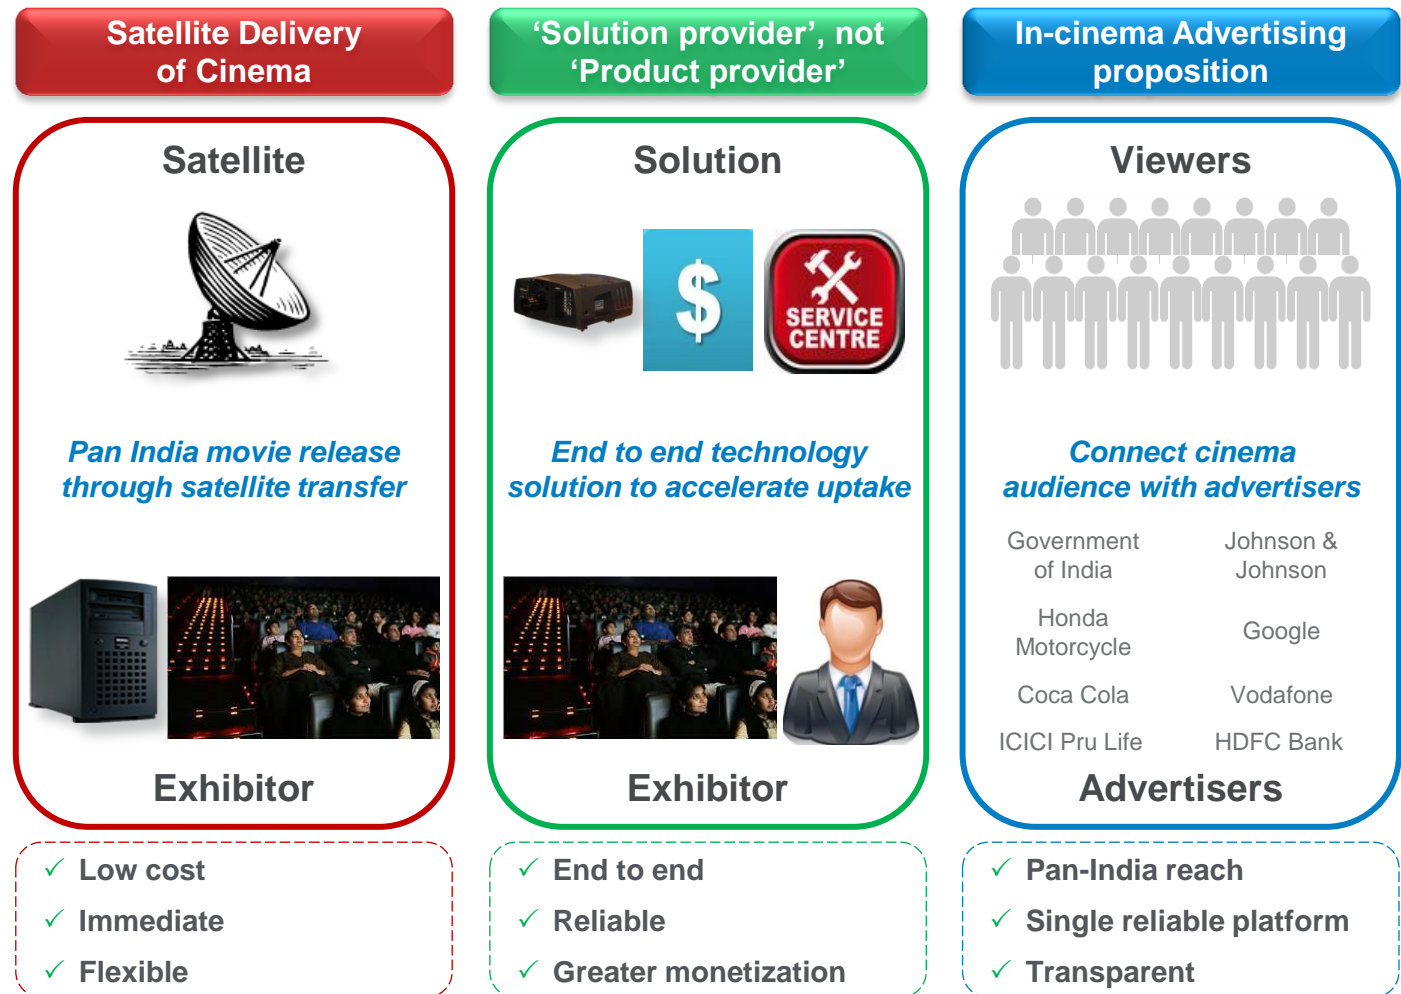 Satellite Delivery
of Cinema
‘Solution provider’, not
‘Product provider’
In-cinema Advertising
proposition
Satellite
Pan India movie release
through satellite transfer
Exhibitor
Low cost
Immediate
Flexible
Solution
$
SERVICE
CENTRE
End to end technology
solution to accelerate uptake
Exhibitor
End to end
Reliable
Greater monetization
Viewers
Connect cinema
audience with advertisers
Government
of India
Johnson &
Johnson
Honda
Motorcycle
Google
Coca Cola
Vodafone
ICICI Pru Life
HDFC Bank
Advertisers
Pan-India reach
Single reliable platform
Transparent